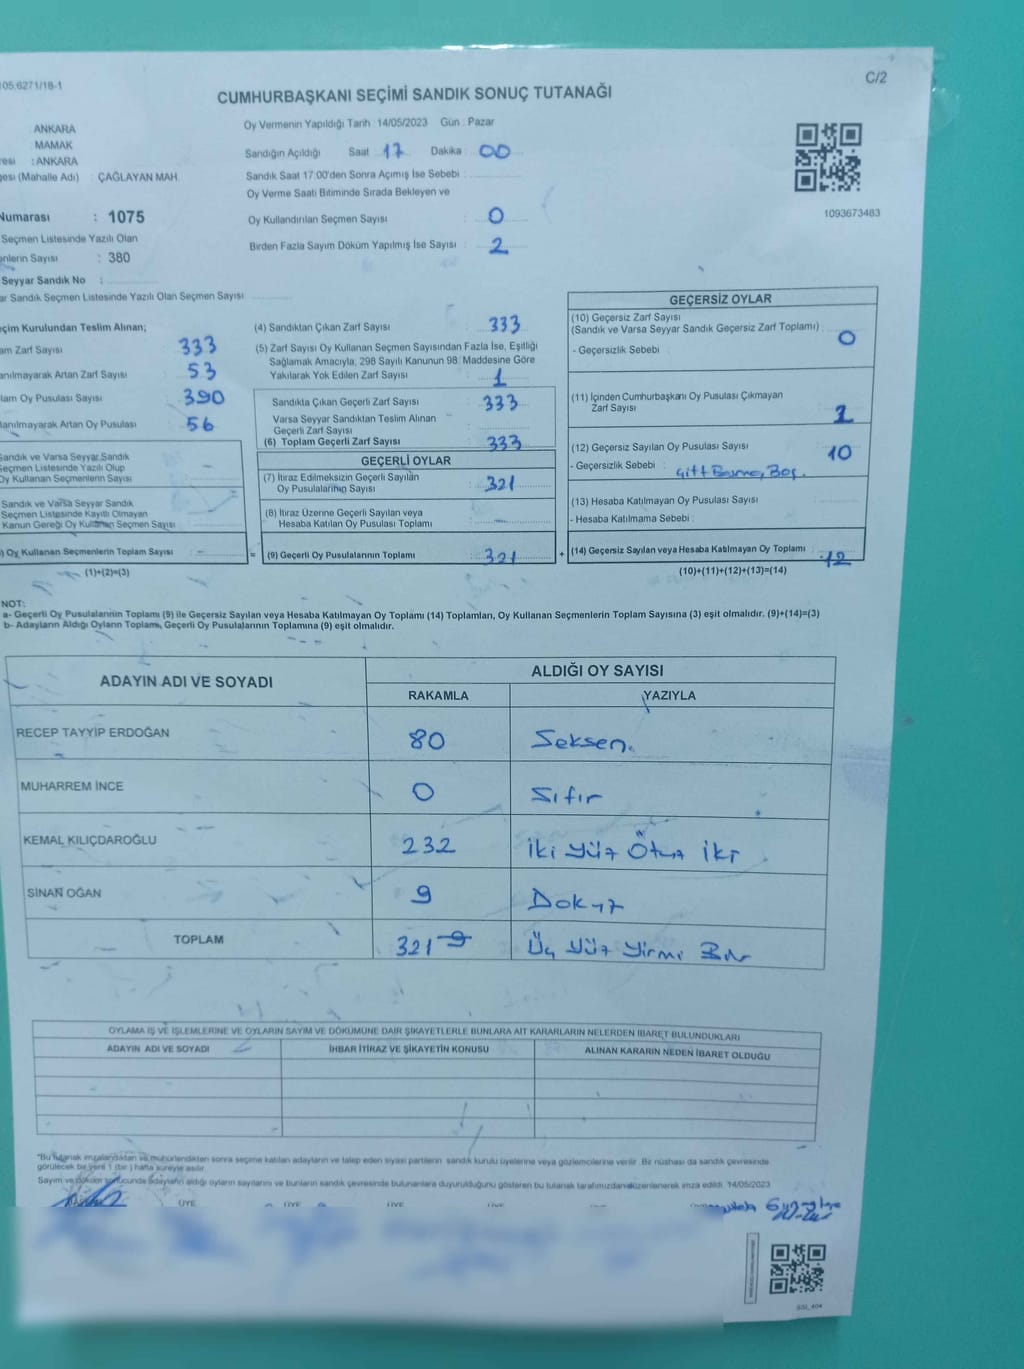 105.6271/18-1
C/2
CUMHURBAŞKANI SEÇİMİ SANDIK SONUÇ TUTANAĞI
Oy Vermenin Yapıldığı Tarih : 14/05/2023 Gün : Pazar
: ANKARA
: MAMAK
resi : ANKARA
gesi (Mahalle Adı) : ÇAĞLAYAN MAH.
Numarası : 1075
Seçmen Listesinde Yazılı Olan
enlerin Sayısı : 380
Seyyar Sandık No :
ar Sandık Seçmen Listesinde Yazılı Olan Seçmen Sayısı
Sandığın Açıldığı Saat : 17 Dakika : 00
Sandık Saat 17:00'den Sonra Açımış İse Sebebi :
Oy Verme Saati Bitiminde Sırada Bekleyen ve
Oy Kullandırılan Seçmen Sayısı : 0
Birden Fazla Sayım Döküm Yapılmış İse Sayısı : 2
1093673483
eçim Kurulundan Teslim Alınan;
am Zarf Sayısı 333
anılmayarak Artan Zarf Sayısı 53
lam Oy Pusulası Sayısı 390
lanılmayarak Artan Oy Pusulası 56
Sandık ve Varsa Seyyar Sandık
Seçmen Listesinde Yazılı Olup
Oy Kullanan Seçmenlerin Sayısı : -
Sandık ve Varsa Seyyar Sandık
Seçmen Listesinde Kayıtlı Olmayan
Kanun Gereği Oy Kullanan Seçmen Sayısı :
) Oy Kullanan Seçmenlerin Toplam Sayısı : -
(1)+(2)=(3)
(4) Sandıktan Çıkan Zarf Sayısı : 333
(5) Zarf Sayısı Oy Kullanan Seçmen Sayısından Fazla İse, Eşitliği
Sağlamak Amacıyla, 298 Sayılı Kanunun 98. Maddesine Göre
Yakılarak Yok Edilen Zarf Sayısı : 1
Sandıkta Çıkan Geçerli Zarf Sayısı : 333
Varsa Seyyar Sandıktan Teslim Alınan
Geçerli Zarf Sayısı :
(6) Toplam Geçerli Zarf Sayısı : 333
GEÇERLİ OYLAR
(7) İtiraz Edilmeksizin Geçerli Sayılan
Oy Pusulalarının Sayısı : 321
(8) İtiraz Üzerine Geçerli Sayılan veya
Hesaba Katılan Oy Pusulası Toplamı : -
= (9) Geçerli Oy Pusulalarının Toplamı : 321 +
GEÇERSİZ OYLAR
(10) Geçersiz Zarf Sayısı
(Sandık ve Varsa Seyyar Sandık Geçersiz Zarf Toplamı) : 0
- Geçersizlik Sebebi :
(11) İçinden Cumhurbaşkanı Oy Pusulası Çıkmayan
Zarf Sayısı : 2
(12) Geçersiz Sayılan Oy Pusulası Sayısı : 10
- Geçersizlik Sebebi : Çift Basma, Boş.
(13) Hesaba Katılmayan Oy Pusulası Sayısı :
- Hesaba Katılmama Sebebi :
(14) Geçersiz Sayılan veya Hesaba Katılmayan Oy Toplamı : 12
(10)+(11)+(12)+(13)=(14)
NOT:
a- Geçerli Oy Pusulalarının Toplamı (9) ile Geçersiz Sayılan veya Hesaba Katılmayan Oy Toplamı (14) Toplamları, Oy Kullanan Seçmenlerin Toplam Sayısına (3) eşit olmalıdır. (9)+(14)=(3)
b- Adayların Aldığı Oyların Toplamı, Geçerli Oy Pusulalarının Toplamına (9) eşit olmalıdır.
ADAYIN ADI VE SOYADI ALDIĞI OY SAYISI
RAKAMLA YAZIYLA
RECEP TAYYİP ERDOĞAN 80 Seksen.
MUHARREM İNCE 0 Sıfır
KEMAL KILIÇDAROĞLU 232 İki Yüz Otuz İki
SİNAN OĞAN 9 Dokuz
TOPLAM 321 9 Üç Yüz Yirmi Bir
OYLAMA İŞ VE İŞLEMLERİNE VE OYLARIN SAYIM VE DÖKÜMÜNE DAİR ŞİKAYETLERLE BUNLARA AİT KARARLARIN NELERDEN İBARET BULUNDUKLARI
ADAYIN ADI VE SOYADI İHBAR İTİRAZ VE ŞİKAYETİN KONUSU ALINAN KARARIN NEDEN İBARET OLDUĞU
"Bu tutanak imzalandıktan ve mühürlendikten sonra seçime katılan adayların ve talep eden siyasi partilerin sandık kurulu üyelerine veya gözlemcilerine verilir. Bir nüshası da sandık çevresinde
görülecek bir yere 1 (bir) hafta süreyle asılır.
Sayım ve döküm sonucunda adayların aldığı oyların sayılarını ve bunların sandık çevresinde bulunanlara duyurulduğunu gösteren bu tutanak tarafımızdan düzenlenerek imza edildi. 14/05/2023
ÜYE ÜYE ÜYE
SSI_404